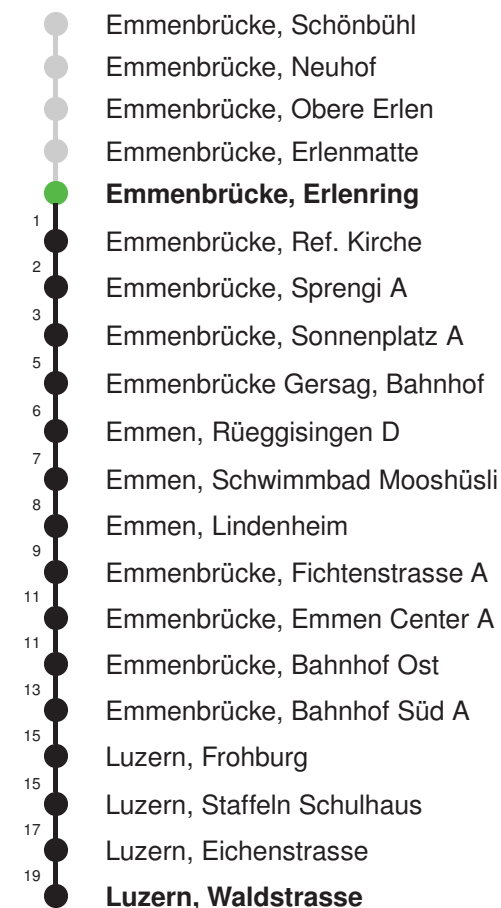 Emmenbrücke, Schönbühl
Emmenbrücke, Neuhof
Emmenbrücke, Obere Erlen
Emmenbrücke, Erlenmatte
Emmenbrücke, Erlenring
1 Emmenbrücke, Ref. Kirche
2 Emmenbrücke, Sprengi A
3 Emmenbrücke, Sonnenplatz A
5 Emmenbrücke Gersag, Bahnhof
6 Emmen, Rüeggisingen D
7 Emmen, Schwimmbad Mooshüsli
8 Emmen, Lindenheim
9 Emmenbrücke, Fichtenstrasse A
11 Emmenbrücke, Emmen Center A
11 Emmenbrücke, Bahnhof Ost
13 Emmenbrücke, Bahnhof Süd A
15 Luzern, Frohburg
15 Luzern, Staffeln Schulhaus
17 Luzern, Eichenstrasse
19 Luzern, Waldstrasse